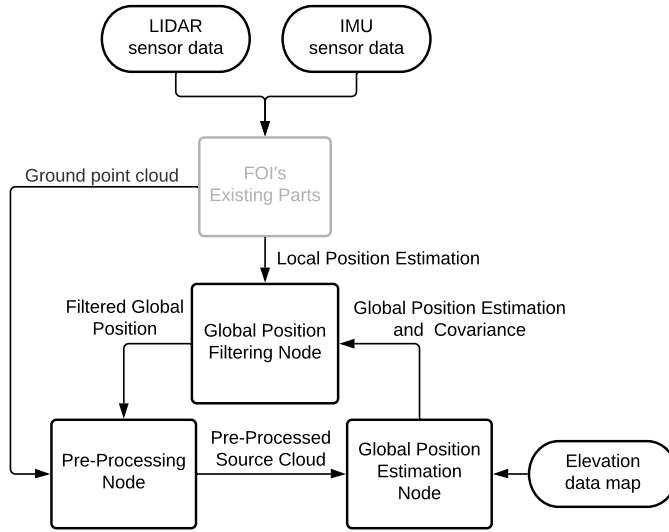 LIDAR
sensor data
IMU
sensor data
FOI's
Existing Parts
Ground point cloud
Local Position Estimation
Filtered Global
Position
Global Position
Filtering Node
Global Position Estimation
and Covariance
Pre-Processing
Node
Pre-Processed
Source Cloud
Global Position
Estimation
Node
Elevation
data map